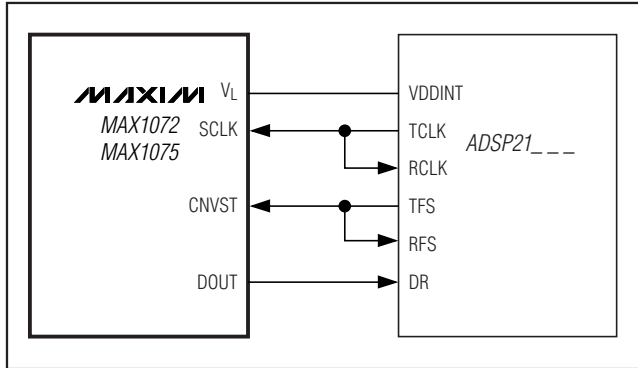 MAXIM
MAX1072
MAX1075
VL
SCLK
CNVST
DOUT
VDDINT
TCLK
RCLK
TFS
RFS
DR
ADSP21_ _ _